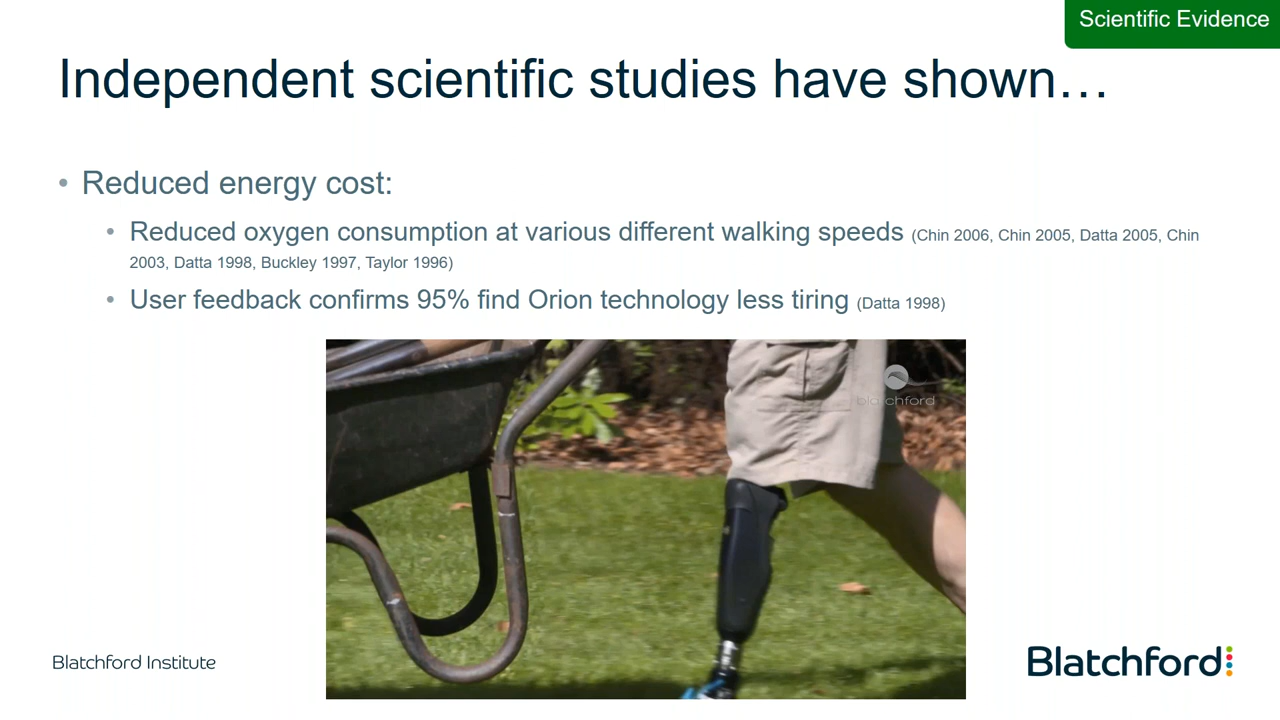 Scientific Evidence
Independent scientific studies have shown…
• Reduced energy cost:
• Reduced oxygen consumption at various different walking speeds (Chin 2006, Chin 2005, Datta 2005, Chin
2003, Datta 1998, Buckley 1997, Taylor 1996)
• User feedback confirms 95% find Orion technology less tiring (Datta 1998)
blatchford
Blatchford Institute
Blatchford